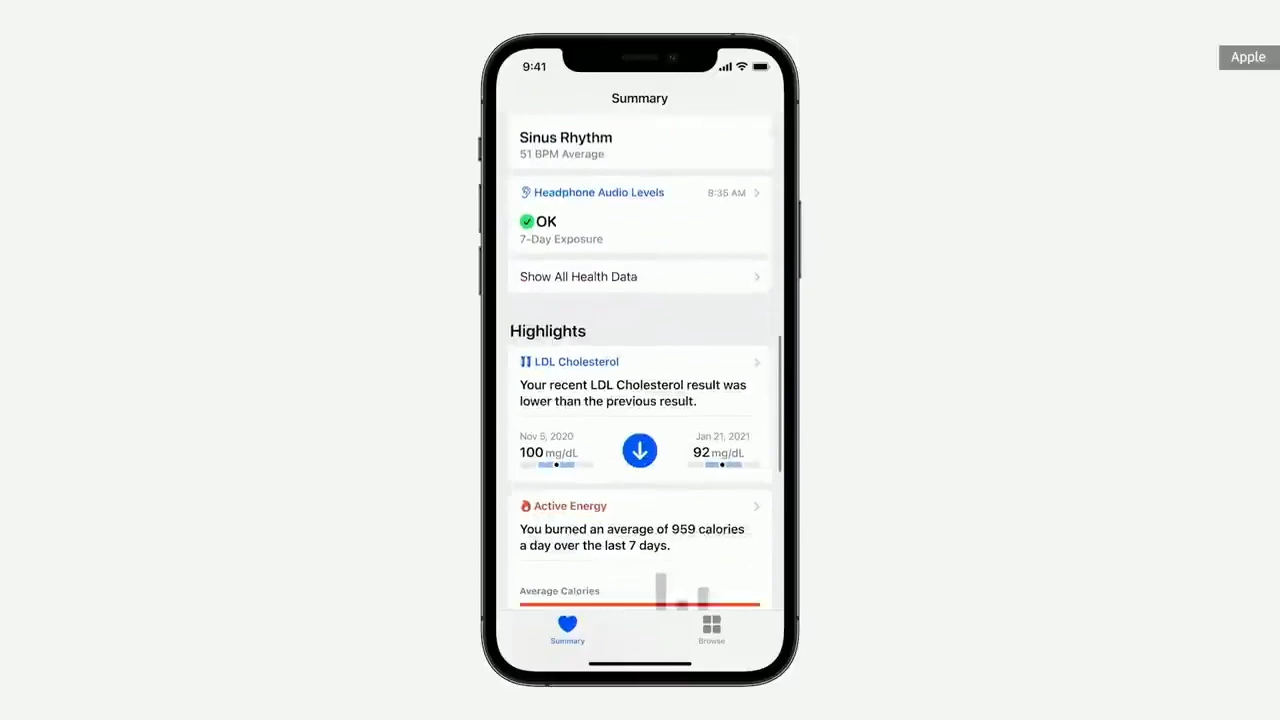 Apple
9:41
Summary
Sinus Rhythm
51 BPM Average
Headphone Audio Levels 8:35 AM
OK
7-Day Exposure
Show All Health Data
Highlights
LDL Cholesterol
Your recent LDL Cholesterol result was
lower than the previous result.
Nov 5, 2020 Jan 21, 2021
100 mg/dL 92 mg/dL
Active Energy
You burned an average of 959 calories
a day over the last 7 days.
Average Calories
Summary Browse